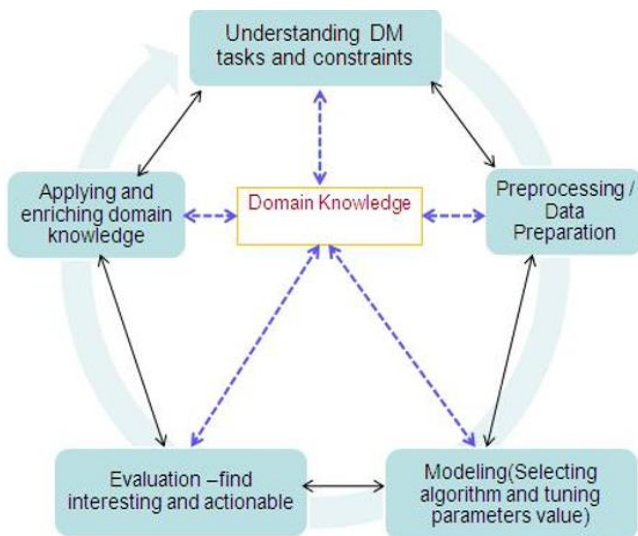 Understanding DM
tasks and constraints
Applying and
enriching domain
knowledge
Domain Knowledge
Preprocessing /
Data
Preparation
Evaluation –find
interesting and actionable
Modeling(Selecting
algorithm and tuning
parameters value)